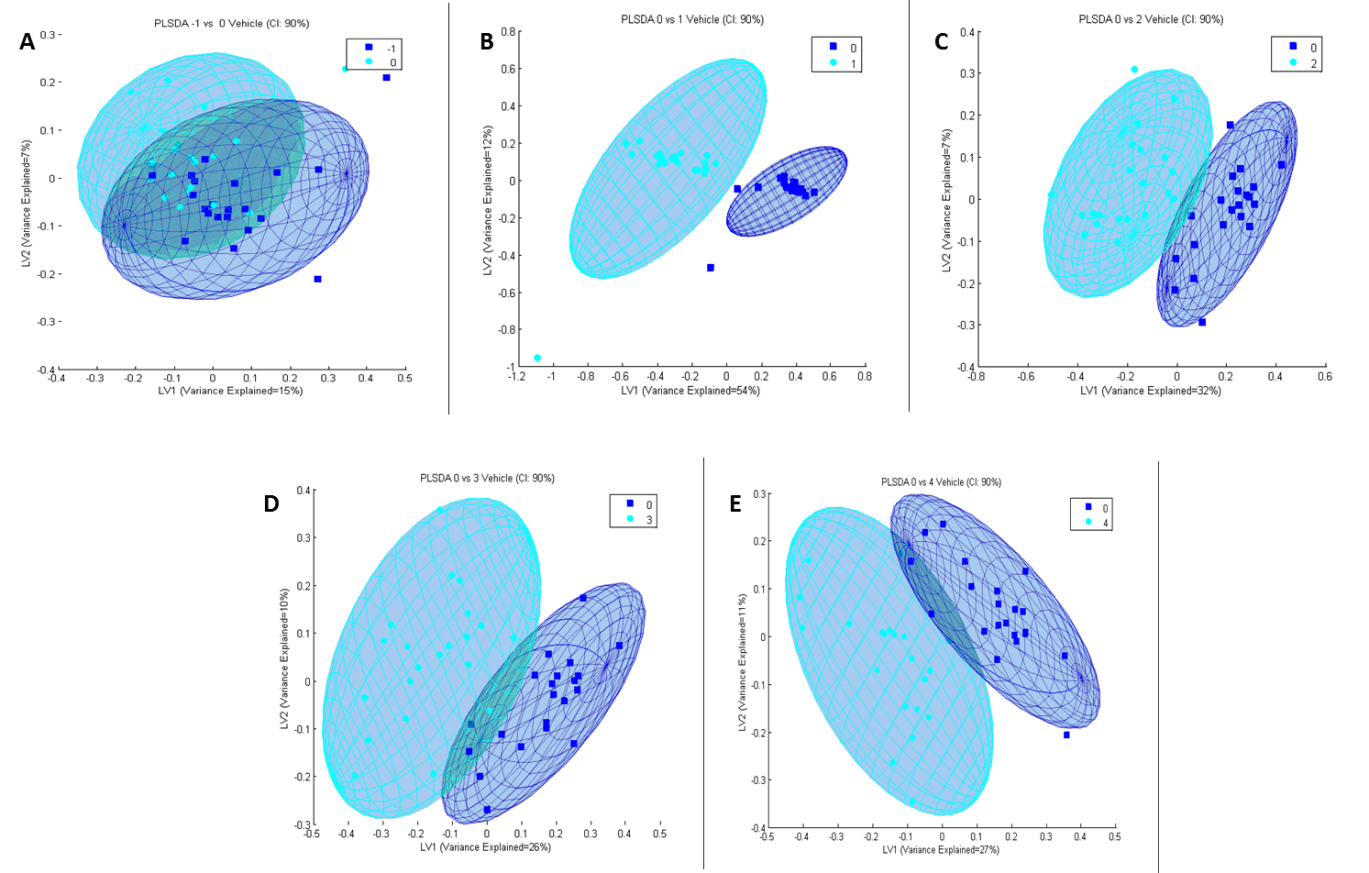 A
PLSDA -1 vs 0 Vehicle (CI: 90%)
-1
0
0.3
0.2
0.1
0
-0.1
-0.2
-0.3
-0.4
LV2 (Variance Explained=7%)
-0.4 -0.3 -0.2 -0.1 0 0.1 0.2 0.3 0.4 0.5
LV1 (Variance Explained=15%)
B
PLSDA 0 vs 1 Vehicle (CI: 90%)
0
1
0.8
0.6
0.4
0.2
0
-0.2
-0.4
-0.6
-0.8
-1
LV2 (Variance Explained=12%)
-1.2 -1 -0.8 -0.6 -0.4 -0.2 0 0.2 0.4 0.6 0.8
LV1 (Variance Explained=54%)
C
PLSDA 0 vs 2 Vehicle (CI: 90%)
0
2
0.4
0.3
0.2
0.1
0
-0.1
-0.2
-0.3
-0.4
LV2 (Variance Explained=7%)
-0.8 -0.6 -0.4 -0.2 0 0.2 0.4 0.6
LV1 (Variance Explained=32%)
D
PLSDA 0 vs 3 Vehicle (CI: 90%)
0
3
0.4
0.3
0.2
0.1
0
-0.1
-0.2
-0.3
LV2 (Variance Explained=10%)
-0.5 -0.4 -0.3 -0.2 -0.1 0 0.1 0.2 0.3 0.4 0.5
LV1 (Variance Explained=26%)
E
PLSDA 0 vs 4 Vehicle (CI: 90%)
0
4
0.3
0.2
0.1
0
-0.1
-0.2
-0.3
-0.4
LV2 (Variance Explained=11%)
-0.5 -0.4 -0.3 -0.2 -0.1 0 0.1 0.2 0.3 0.4 0.5
LV1 (Variance Explained=27%)